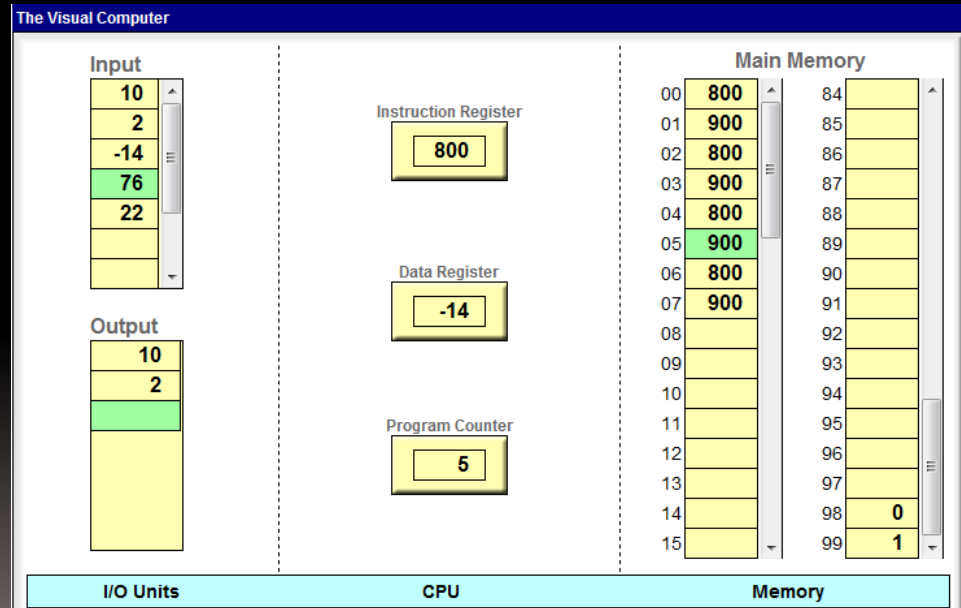 The Visual Computer
Input
10
2
-14
76
22
Output
10
2
Instruction Register
800
Data Register
-14
Program Counter
5
Main Memory
00 800 84
01 900 85
02 800 86
03 900 87
04 800 88
05 900 89
06 800 90
07 900 91
08 92
09 93
10 94
11 95
12 96
13 97
14 98 0
15 99 1
I/O Units CPU Memory